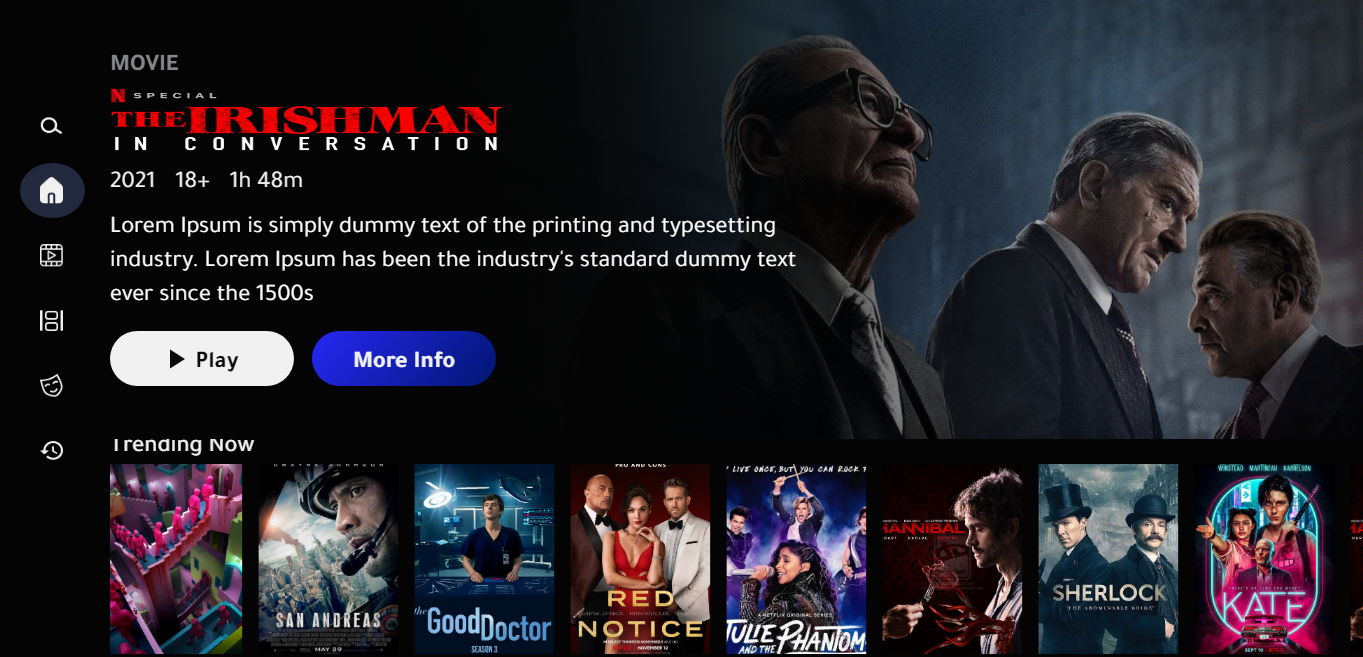 MOVIE
N SPECIAL
THE IRISHMAN
IN CONVERSATION
2021 18+ 1h 48m
Lorem Ipsum is simply dummy text of the printing and typesetting
industry. Lorem Ipsum has been the industry's standard dummy text
ever since the 1500s
Play
More Info
Trending Now
DWAYNE JOHNSON
SAN ANDREAS
MAY 29
the Good Doctor
SEASON 3
PRO AND CONS
RED
NOTICE
NOVEMBER 12
LIVE ONCE, BUT YOU CAN ROCK
A NETFLIX ORIGINAL SERIES
JULIE
AND THE PHANTOM
HANNIBAL
SHERLOCK
THE ABOMINABLE BRIDE
WINSTEAD MARTINEAU HARRELSON
KATE
SEPT 10